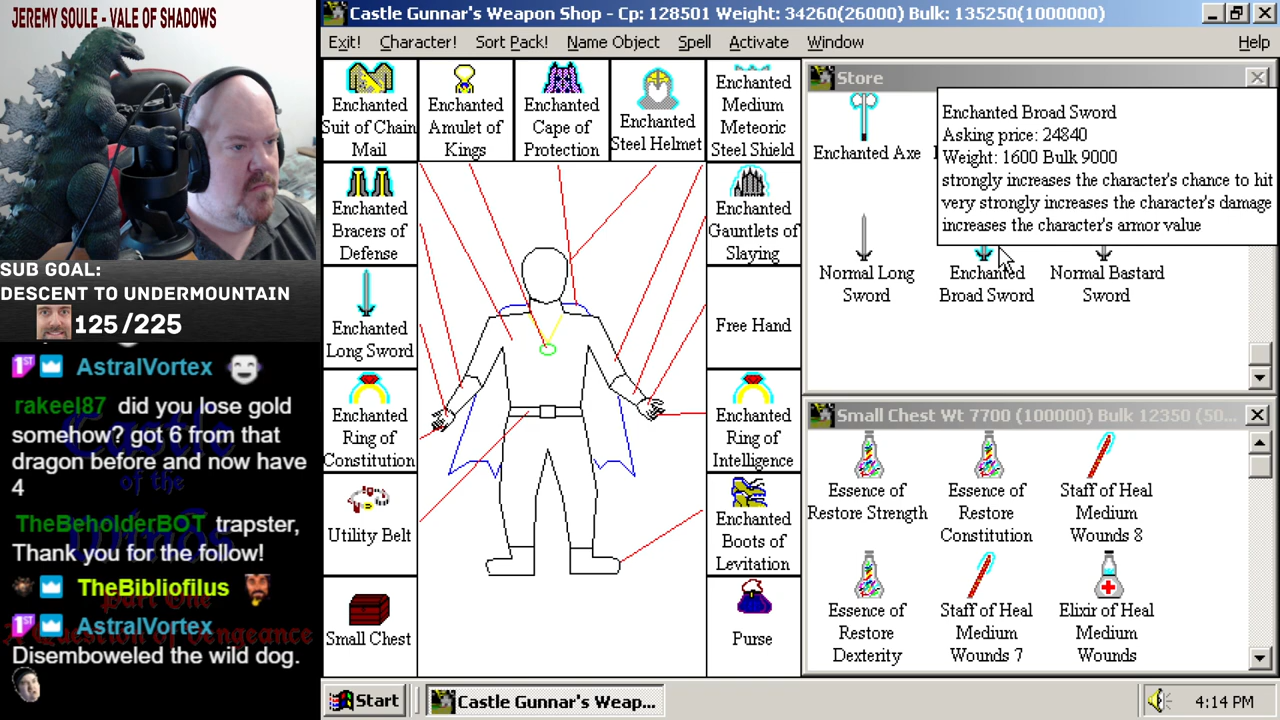 JEREMY SOULE - VALE OF SHADOWS
SUB GOAL:
DESCENT TO UNDERMOUNTAIN
125 /225
AstralVortex
rakeel87 did you lose gold
somehow? got 6 from that
dragon before and now have
4
TheBeholderBOT trapster,
Thank you for the follow!
TheBibliofilus
AstralVortex
Disemboweled the wild dog.
Castle
of the
Winds
Part One
A Question of Vengeance
Castle Gunnar's Weapon Shop - Cp: 128501 Weight: 34260(26000) Bulk: 135250(1000000)
Exit! Character! Sort Pack! Name Object Spell Activate Window Help
Enchanted
Suit of Chain
Mail
Enchanted
Amulet of
Kings
Enchanted
Cape of
Protection
Enchanted
Steel Helmet
Enchanted
Medium
Meteoric
Steel Shield
Enchanted
Bracers of
Defense
Enchanted
Gauntlets of
Slaying
Enchanted
Long Sword
Free Hand
Enchanted
Ring of
Constitution
Enchanted
Ring of
Intelligence
Utility Belt
Enchanted
Boots of
Levitation
Small Chest
Purse
Store
Enchanted Axe
Enchanted Broad Sword
Asking price: 24840
Weight: 1600 Bulk 9000
strongly increases the character's chance to hit
very strongly increases the character's damage
increases the character's armor value
Normal Long
Sword
Enchanted
Broad Sword
Normal Bastard
Sword
Small Chest Wt 7700 (100000) Bulk 12350 (50...
Essence of
Restore Strength
Essence of
Restore
Constitution
Staff of Heal
Medium
Wounds 8
Essence of
Restore
Dexterity
Staff of Heal
Medium
Wounds 7
Elixir of Heal
Medium
Wounds
Start
Castle Gunnar's Weap...
4:14 PM